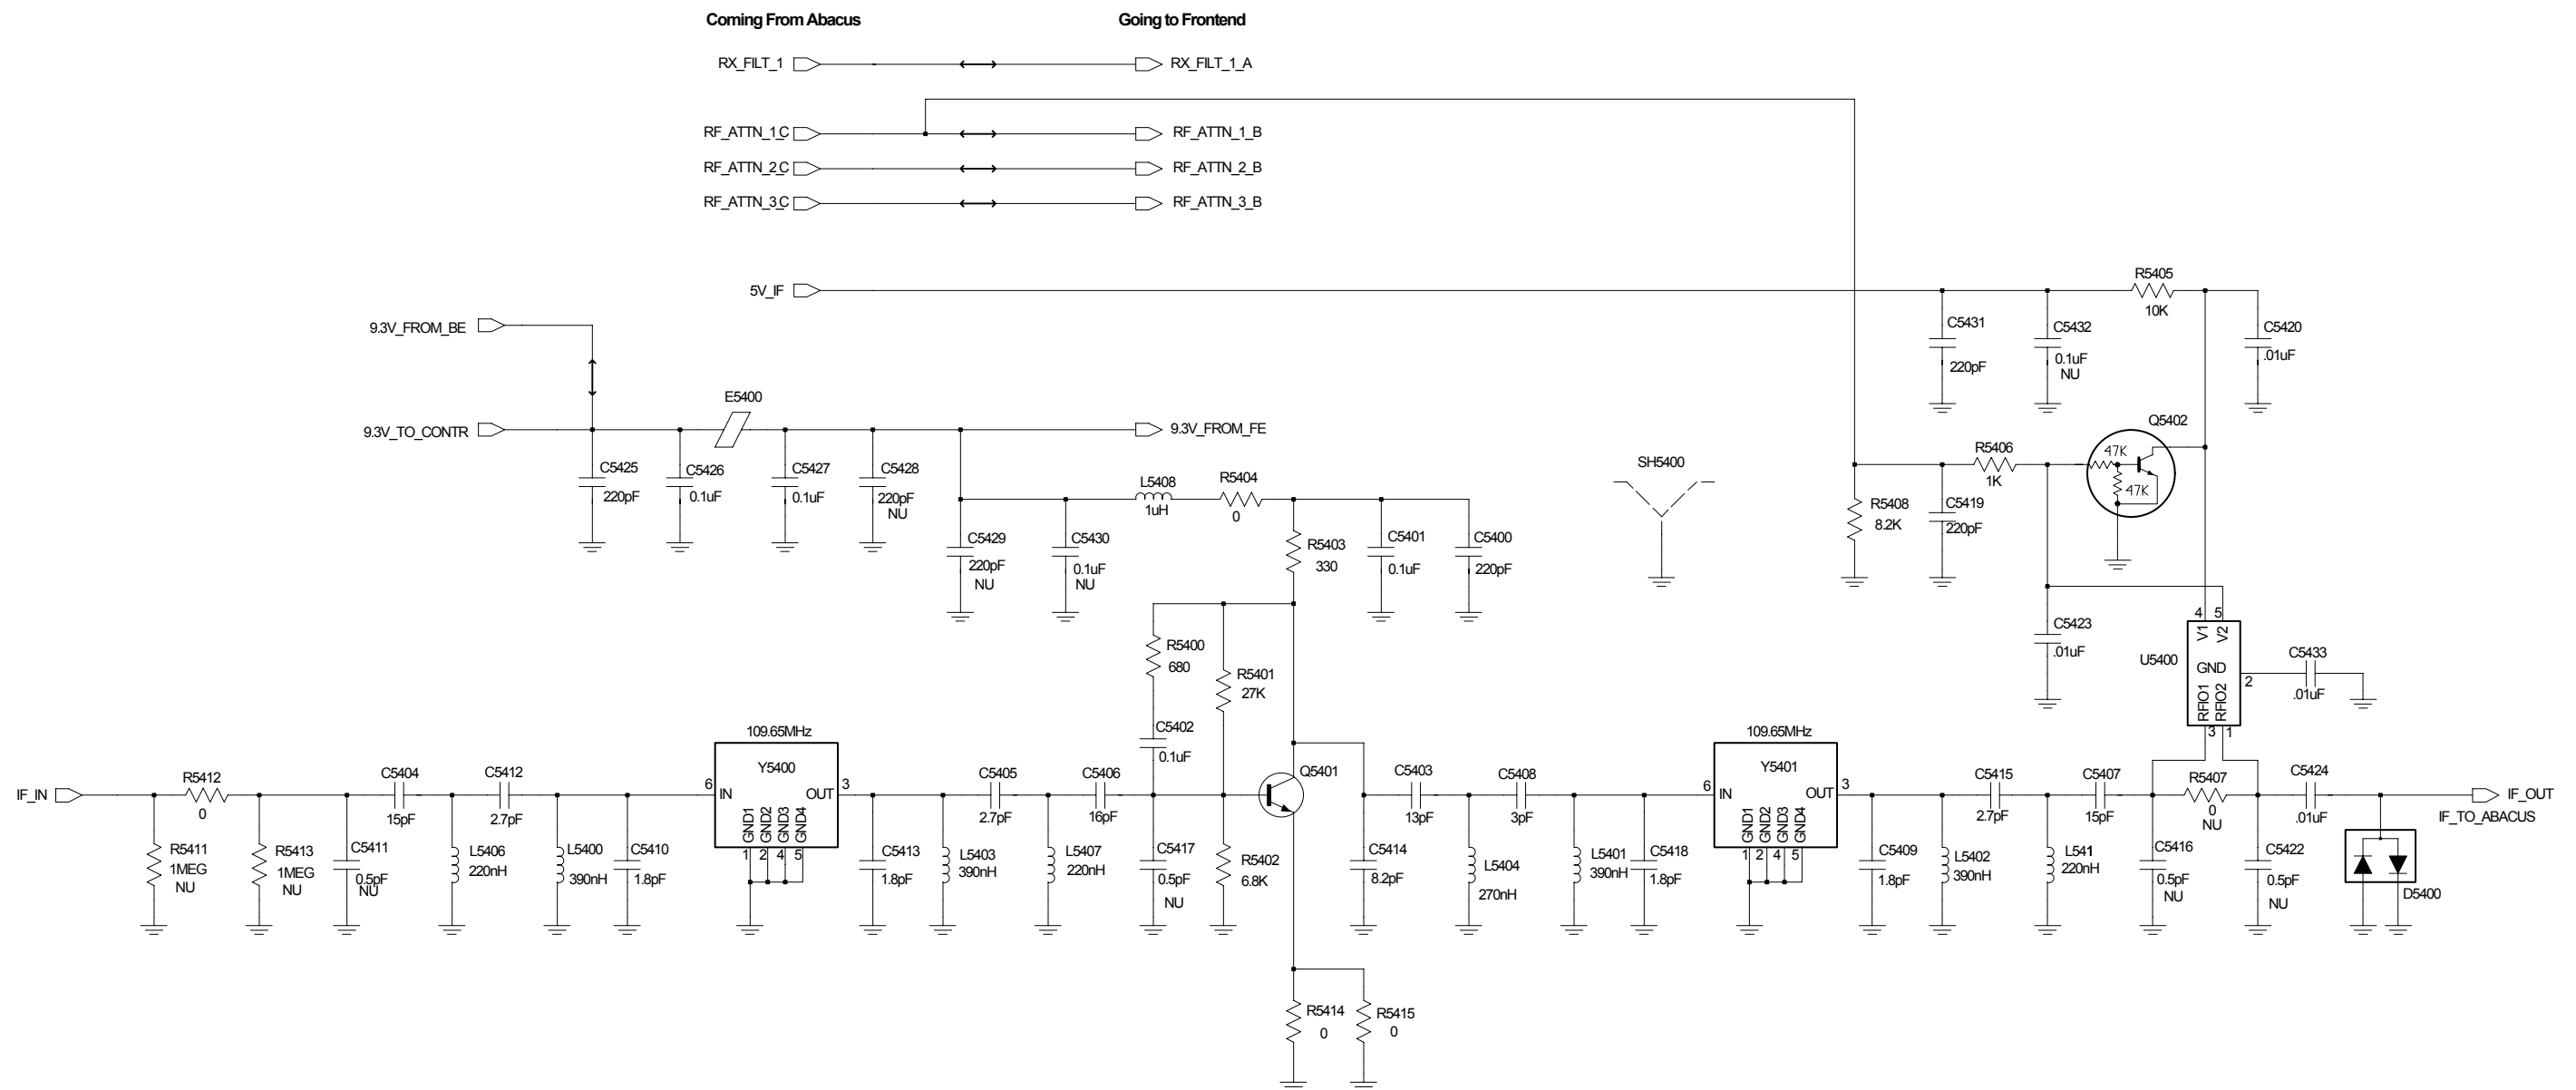 Coming From Abacus
Going to Frontend
RX_FILT_1
RX_FILT_1_A
RF_ATTN_1_C
RF_ATTN_1_B
RF_ATTN_2_C
RF_ATTN_2_B
RF_ATTN_3_C
RF_ATTN_3_B
5V_IF
R5405
10K
C5431
220pF
C5432
0.1uF
NU
C5420
.01uF
9.3V_FROM_BE
E5400
9.3V_TO_CONTR
9.3V_FROM_FE
C5425
220pF
C5426
0.1uF
C5427
0.1uF
C5428
220pF
NU
L5408
1uH
R5404
0
C5429
220pF
NU
C5430
0.1uF
NU
R5403
330
C5401
0.1uF
C5400
220pF
SH5400
R5408
8.2K
C5419
220pF
R5406
1K
Q5402
47K
47K
C5423
.01uF
4
5
V1
V2
U5400
GND
2
RFIO1
RFIO2
3
1
C5433
.01uF
R5400
680
R5401
27K
C5402
0.1uF
IF_IN
R5412
0
R5411
1MEG
NU
R5413
1MEG
NU
C5411
0.5pF
NU
C5404
15pF
L5406
220nH
C5412
2.7pF
L5400
390nH
C5410
1.8pF
109.65MHz
Y5400
6
IN
OUT
3
GND1
GND2
GND3
GND4
1
2
4
5
C5413
1.8pF
L5403
390nH
C5405
2.7pF
L5407
220nH
C5406
16pF
C5417
0.5pF
NU
R5402
6.8K
Q5401
C5414
8.2pF
C5403
13pF
L5404
270nH
C5408
3pF
L5401
390nH
C5418
1.8pF
109.65MHz
Y5401
6
IN
OUT
3
GND1
GND2
GND3
GND4
1
2
4
5
C5409
1.8pF
L5402
390nH
C5415
2.7pF
L541
220nH
C5407
15pF
C5416
0.5pF
NU
R5407
0
NU
C5422
0.5pF
NU
C5424
.01uF
D5400
IF_OUT
IF_TO_ABACUS
R5414
0
R5415
0